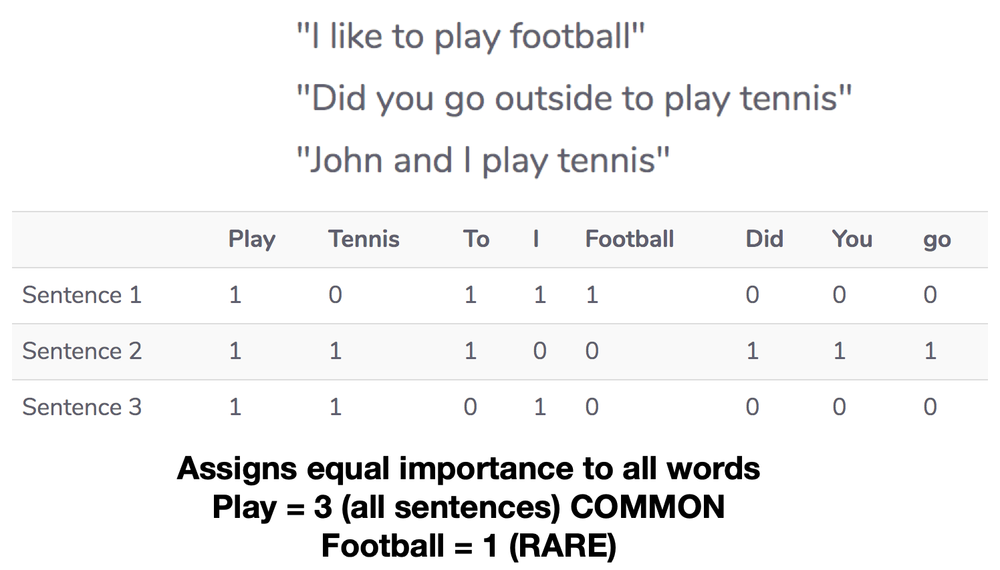 "I like to play football"
"Did you go outside to play tennis"
"John and I play tennis"
Play Tennis To I Football Did You go
Sentence 1 1 0 1 1 1 0 0 0
Sentence 2 1 1 1 0 0 1 1 1
Sentence 3 1 1 0 1 0 0 0 0
Assigns equal importance to all words
Play = 3 (all sentences) COMMON
Football = 1 (RARE)